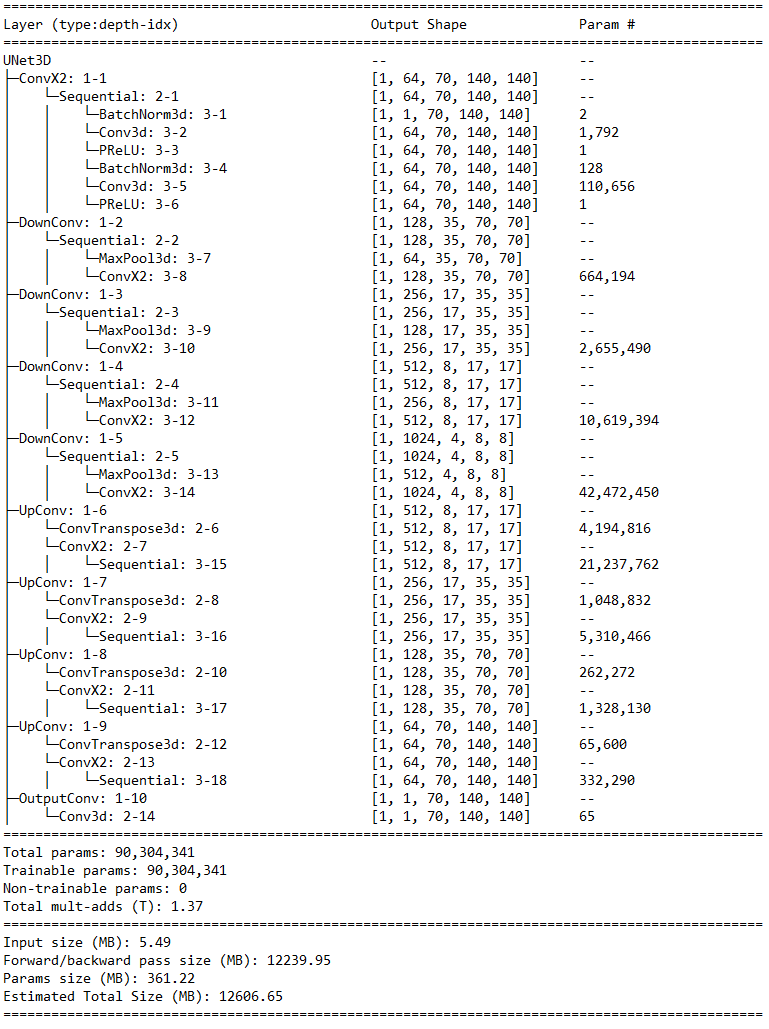 ==========================================================================================
Layer (type:depth-idx)                        Output Shape              Param #
==========================================================================================
UNet3D                                        --                        --
├─ConvX2: 1-1                                 [1, 64, 70, 140, 140]     --
│    └─Sequential: 2-1                        [1, 64, 70, 140, 140]     --
│    │    └─BatchNorm3d: 3-1                  [1, 1, 70, 140, 140]      2
│    │    └─Conv3d: 3-2                       [1, 64, 70, 140, 140]     1,792
│    │    └─PReLU: 3-3                        [1, 64, 70, 140, 140]     1
│    │    └─BatchNorm3d: 3-4                  [1, 64, 70, 140, 140]     128
│    │    └─Conv3d: 3-5                       [1, 64, 70, 140, 140]     110,656
│    │    └─PReLU: 3-6                        [1, 64, 70, 140, 140]     1
├─DownConv: 1-2                               [1, 128, 35, 70, 70]      --
│    └─Sequential: 2-2                        [1, 128, 35, 70, 70]      --
│    │    └─MaxPool3d: 3-7                    [1, 64, 35, 70, 70]       --
│    │    └─ConvX2: 3-8                       [1, 128, 35, 70, 70]      664,194
├─DownConv: 1-3                               [1, 256, 17, 35, 35]      --
│    └─Sequential: 2-3                        [1, 256, 17, 35, 35]      --
│    │    └─MaxPool3d: 3-9                    [1, 128, 17, 35, 35]      --
│    │    └─ConvX2: 3-10                      [1, 256, 17, 35, 35]      2,655,490
├─DownConv: 1-4                               [1, 512, 8, 17, 17]       --
│    └─Sequential: 2-4                        [1, 512, 8, 17, 17]       --
│    │    └─MaxPool3d: 3-11                   [1, 256, 8, 17, 17]       --
│    │    └─ConvX2: 3-12                      [1, 512, 8, 17, 17]       10,619,394
├─DownConv: 1-5                               [1, 1024, 4, 8, 8]        --
│    └─Sequential: 2-5                        [1, 1024, 4, 8, 8]        --
│    │    └─MaxPool3d: 3-13                   [1, 512, 4, 8, 8]         --
│    │    └─ConvX2: 3-14                      [1, 1024, 4, 8, 8]        42,472,450
├─UpConv: 1-6                                 [1, 512, 8, 17, 17]       --
│    └─ConvTranspose3d: 2-6                   [1, 512, 8, 17, 17]       4,194,816
│    └─ConvX2: 2-7                            [1, 512, 8, 17, 17]       --
│    │    └─Sequential: 3-15                  [1, 512, 8, 17, 17]       21,237,762
├─UpConv: 1-7                                 [1, 256, 17, 35, 35]      --
│    └─ConvTranspose3d: 2-8                   [1, 256, 17, 35, 35]      1,048,832
│    └─ConvX2: 2-9                            [1, 256, 17, 35, 35]      --
│    │    └─Sequential: 3-16                  [1, 256, 17, 35, 35]      5,310,466
├─UpConv: 1-8                                 [1, 128, 35, 70, 70]      --
│    └─ConvTranspose3d: 2-10                  [1, 128, 35, 70, 70]      262,272
│    └─ConvX2: 2-11                           [1, 128, 35, 70, 70]      --
│    │    └─Sequential: 3-17                  [1, 128, 35, 70, 70]      1,328,130
├─UpConv: 1-9                                 [1, 64, 70, 140, 140]     --
│    └─ConvTranspose3d: 2-12                  [1, 64, 70, 140, 140]     65,600
│    └─ConvX2: 2-13                           [1, 64, 70, 140, 140]     --
│    │    └─Sequential: 3-18                  [1, 64, 70, 140, 140]     332,290
├─OutputConv: 1-10                            [1, 1, 70, 140, 140]      --
│    └─Conv3d: 2-14                           [1, 1, 70, 140, 140]      65
==========================================================================================
Total params: 90,304,341
Trainable params: 90,304,341
Non-trainable params: 0
Total mult-adds (T): 1.37
==========================================================================================
Input size (MB): 5.49
Forward/backward pass size (MB): 12239.95
Params size (MB): 361.22
Estimated Total Size (MB): 12606.65
==========================================================================================